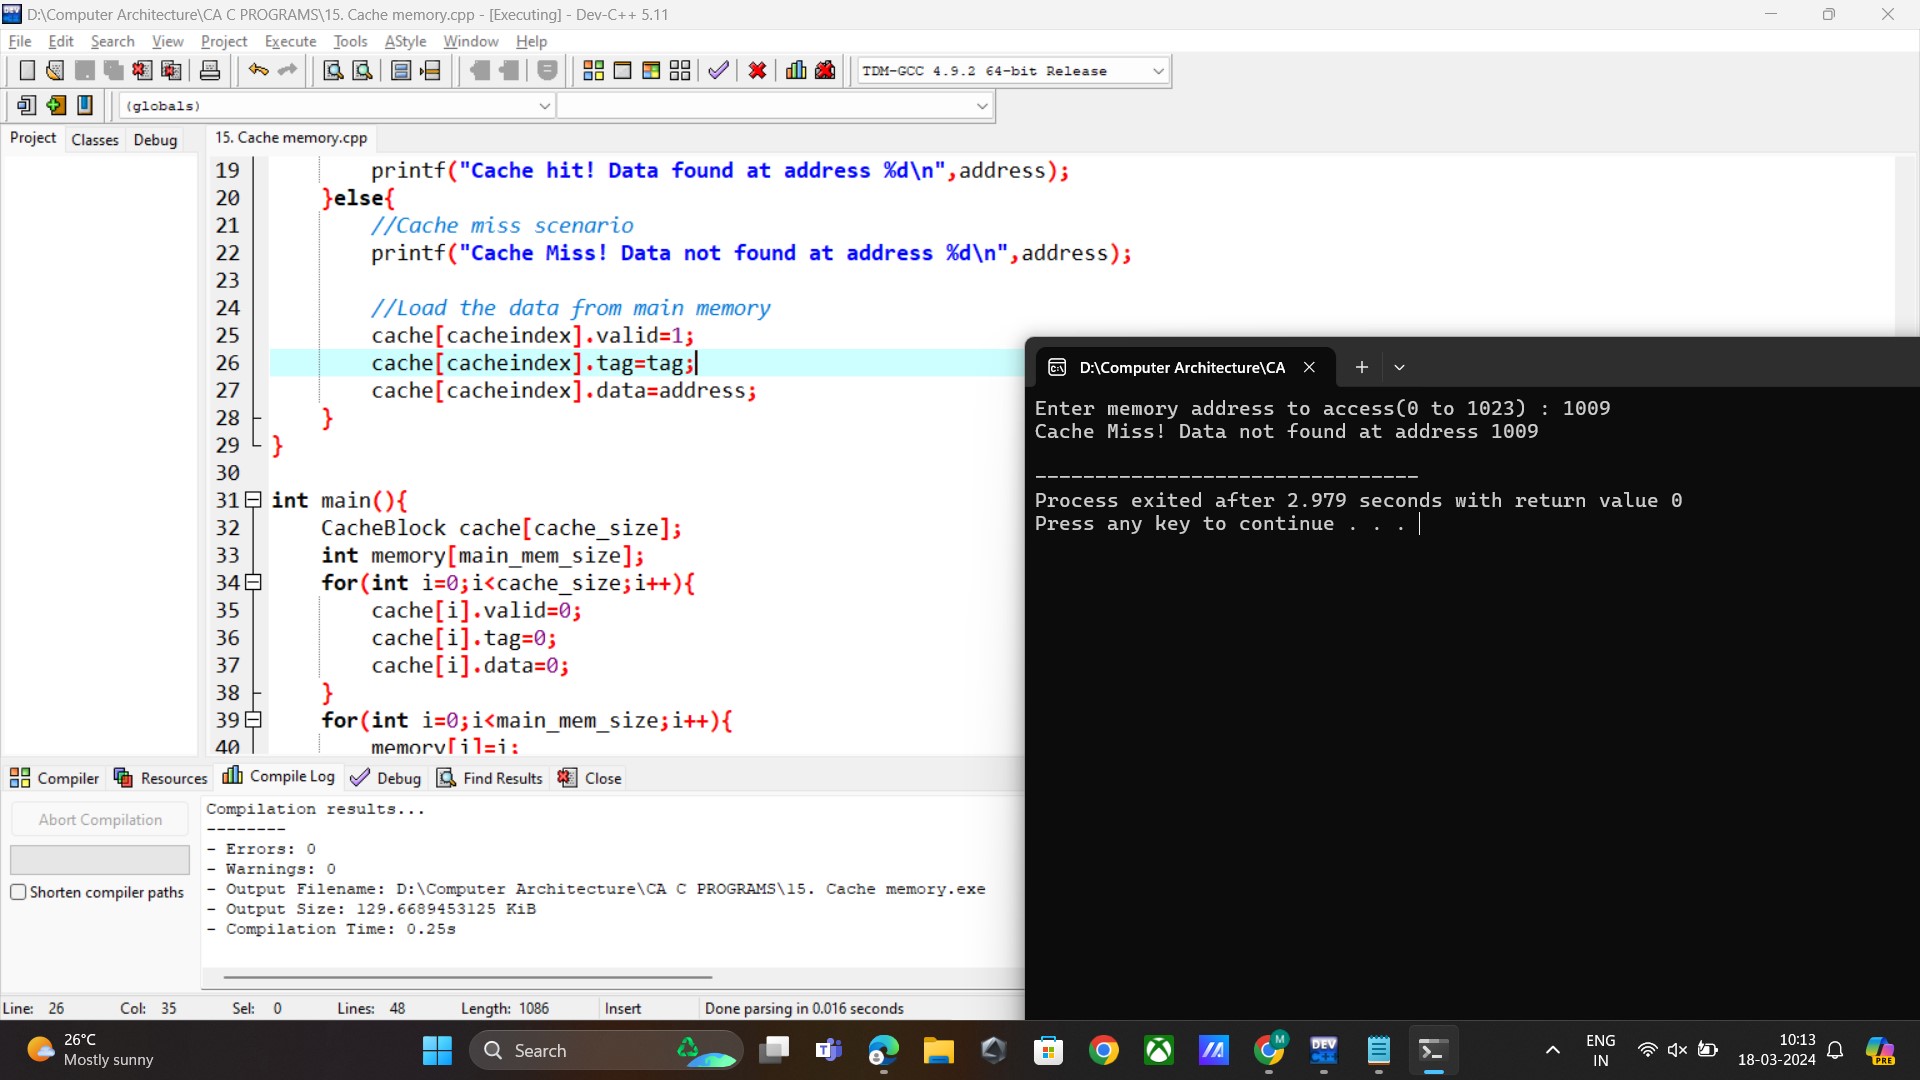 D:\Computer Architecture\CA C PROGRAMS\15. Cache memory.cpp - [Executing] - Dev-C++ 5.11
File Edit Search View Project Execute Tools AStyle Window Help
TDM-GCC 4.9.2 64-bit Release
(globals)
Project Classes Debug 15. Cache memory.cpp
19 printf("Cache hit! Data found at address %d\n",address);
20 }else{
21 //Cache miss scenario
22 printf("Cache Miss! Data not found at address %d\n",address);
23
24 //Load the data from main memory
25 cache[cacheindex].valid=1;
26 cache[cacheindex].tag=tag;
27 cache[cacheindex].data=address;
28 }
29 }
30
31 int main(){
32 CacheBlock cache[cache_size];
33 int memory[main_mem_size];
34 for(int i=0;i<cache_size;i++){
35 cache[i].valid=0;
36 cache[i].tag=0;
37 cache[i].data=0;
38 }
39 for(int i=0;i<main_mem_size;i++){
40 memory[i]=i;
D:\Computer Architecture\CA
Enter memory address to access(0 to 1023) : 1009
Cache Miss! Data not found at address 1009
--------------------------------
Process exited after 2.979 seconds with return value 0
Press any key to continue . . .
Compiler Resources Compile Log Debug Find Results Close
Abort Compilation
Shorten compiler paths
Compilation results...
--------
- Errors: 0
- Warnings: 0
- Output Filename: D:\Computer Architecture\CA C PROGRAMS\15. Cache memory.exe
- Output Size: 129.6689453125 KiB
- Compilation Time: 0.25s
Line: 26 Col: 35 Sel: 0 Lines: 48 Length: 1086 Insert Done parsing in 0.016 seconds
26°C
Mostly sunny
Search
M
DEV
ENG
IN
10:13
18-03-2024
PRE